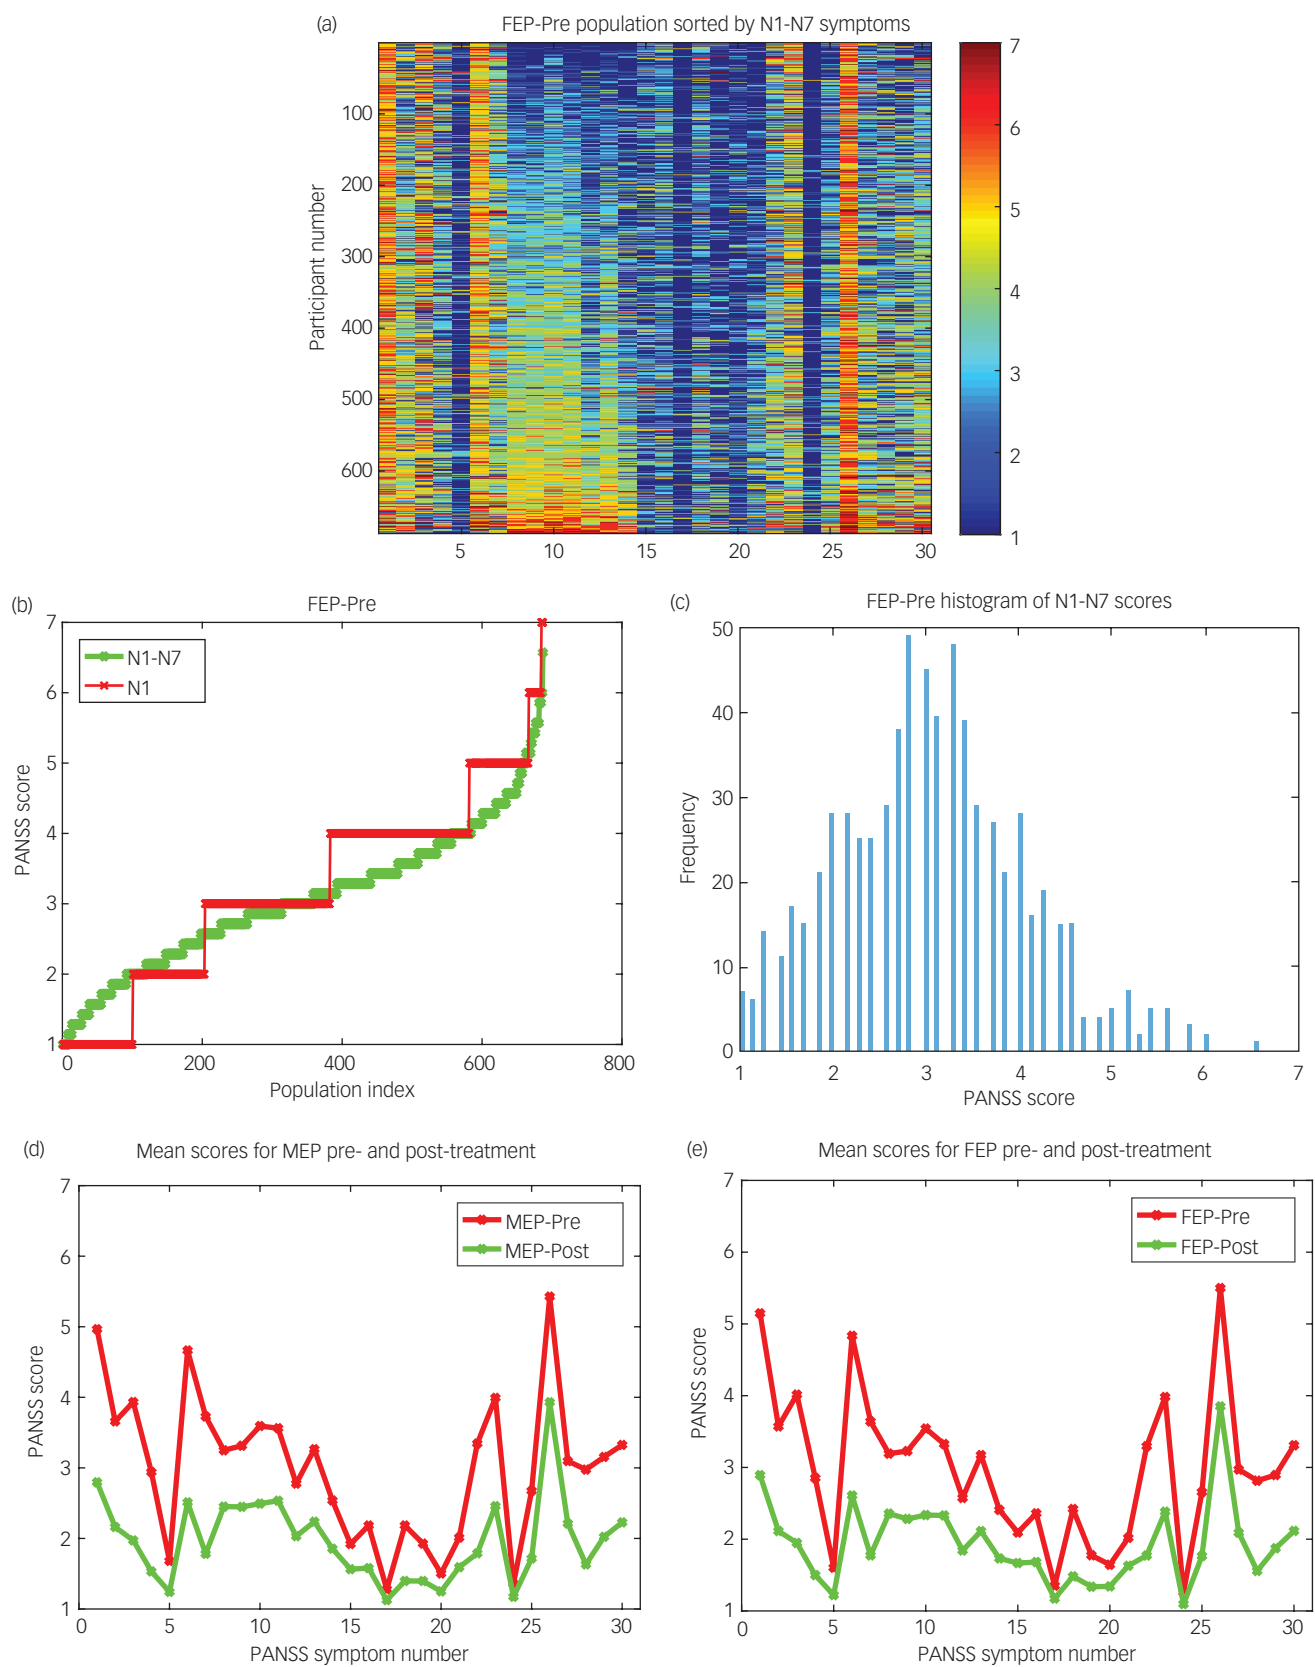 (a) FEP-Pre population sorted by N1-N7 symptoms
Participant number
100
200
300
400
500
600
5 10 15 20 25 30
7
6
5
4
3
2
1
(b) FEP-Pre
PANSS score
7
6
5
4
3
2
1
N1-N7
N1
0 200 400 600 800
Population index
(c) FEP-Pre histogram of N1-N7 scores
Frequency
50
40
30
20
10
0
1 2 3 4 5 6 7
PANSS score
(d) Mean scores for MEP pre- and post-treatment
PANSS score
7
6
5
4
3
2
1
MEP-Pre
MEP-Post
0 5 10 15 20 25 30
PANSS symptom number
(e) Mean scores for FEP pre- and post-treatment
PANSS score
7
6
5
4
3
2
1
FEP-Pre
FEP-Post
0 5 10 15 20 25 30
PANSS symptom number